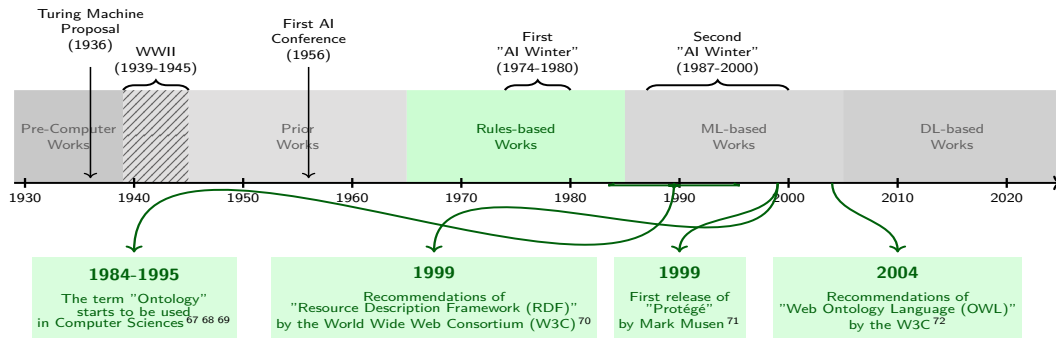 Turing Machine
Proposal
(1936)
WWII
(1939-1945)
First AI
Conference
(1956)
First
"AI Winter"
(1974-1980)
Second
"AI Winter"
(1987-2000)
Pre-Computer
Works
Prior
Works
Rules-based
Works
ML-based
Works
DL-based
Works
1930 1940 1950 1960 1970 1980 1990 2000 2010 2020
1984-1995
The term "Ontology"
starts to be used
in Computer Sciences 67 68 69
1999
Recommendations of
"Resource Description Framework (RDF)"
by the World Wide Web Consortium (W3C) 70
1999
First release of
"Protégé"
by Mark Musen 71
2004
Recommendations of
"Web Ontology Language (OWL)"
by the W3C 72